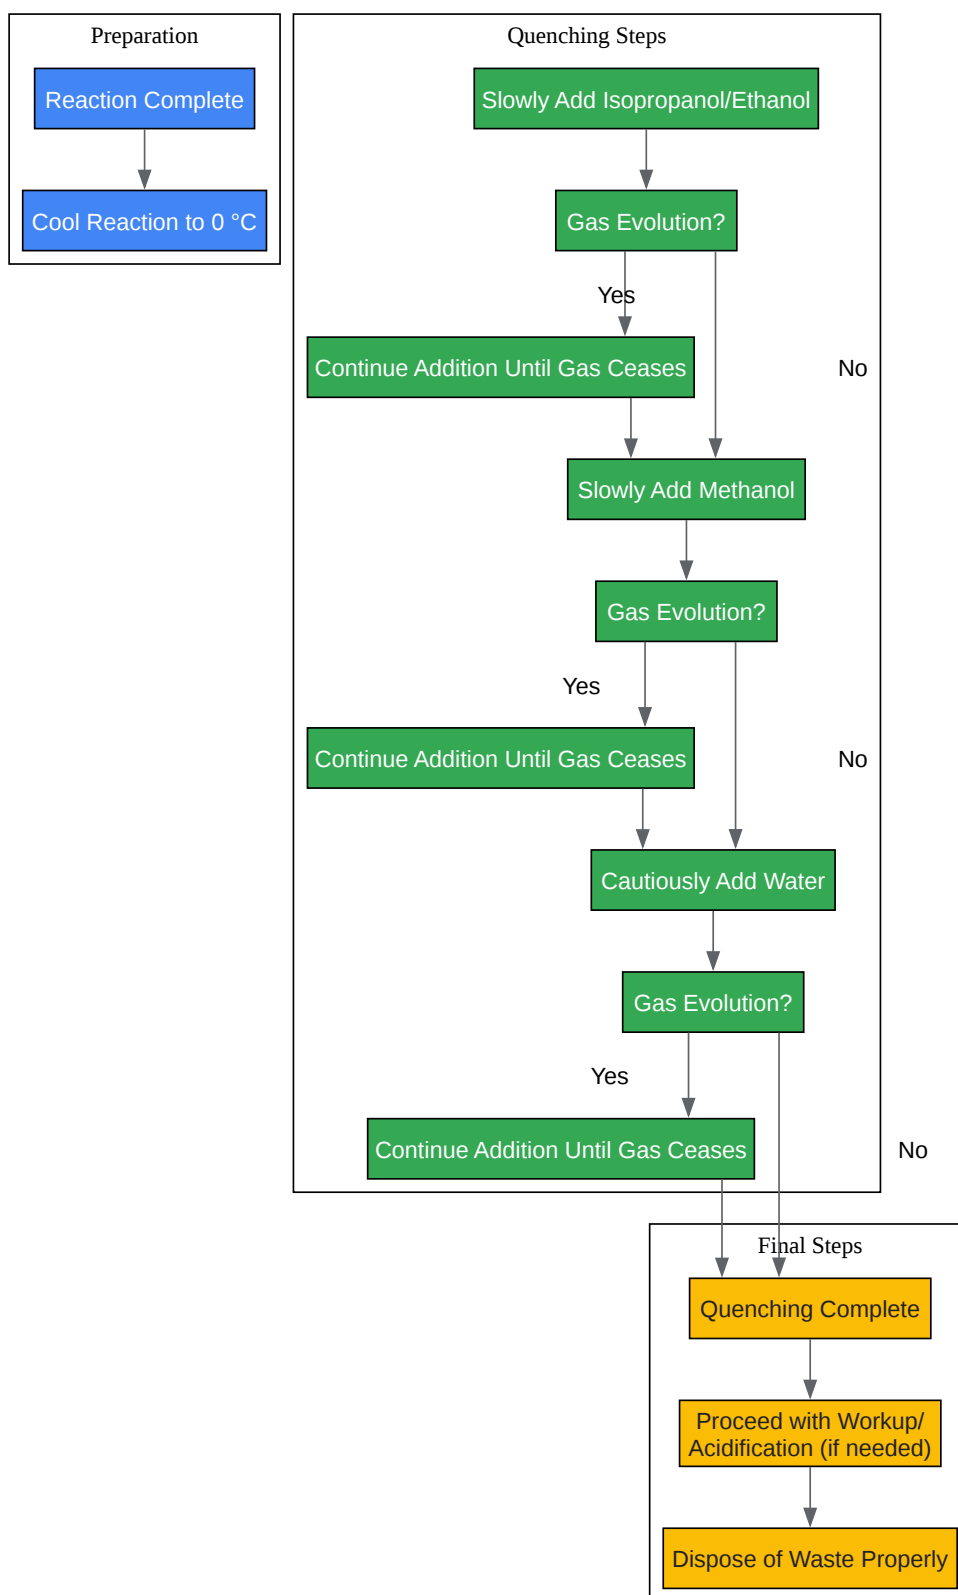 Preparation
Reaction Complete
Cool Reaction to 0 °C
Quenching Steps
Slowly Add Isopropanol/Ethanol
Gas Evolution?
Yes
Continue Addition Until Gas Ceases
No
Slowly Add Methanol
Gas Evolution?
Yes
Continue Addition Until Gas Ceases
No
Cautiously Add Water
Gas Evolution?
Yes
Continue Addition Until Gas Ceases
No
Final Steps
Quenching Complete
Proceed with Workup/
Acidification (if needed)
Dispose of Waste Properly